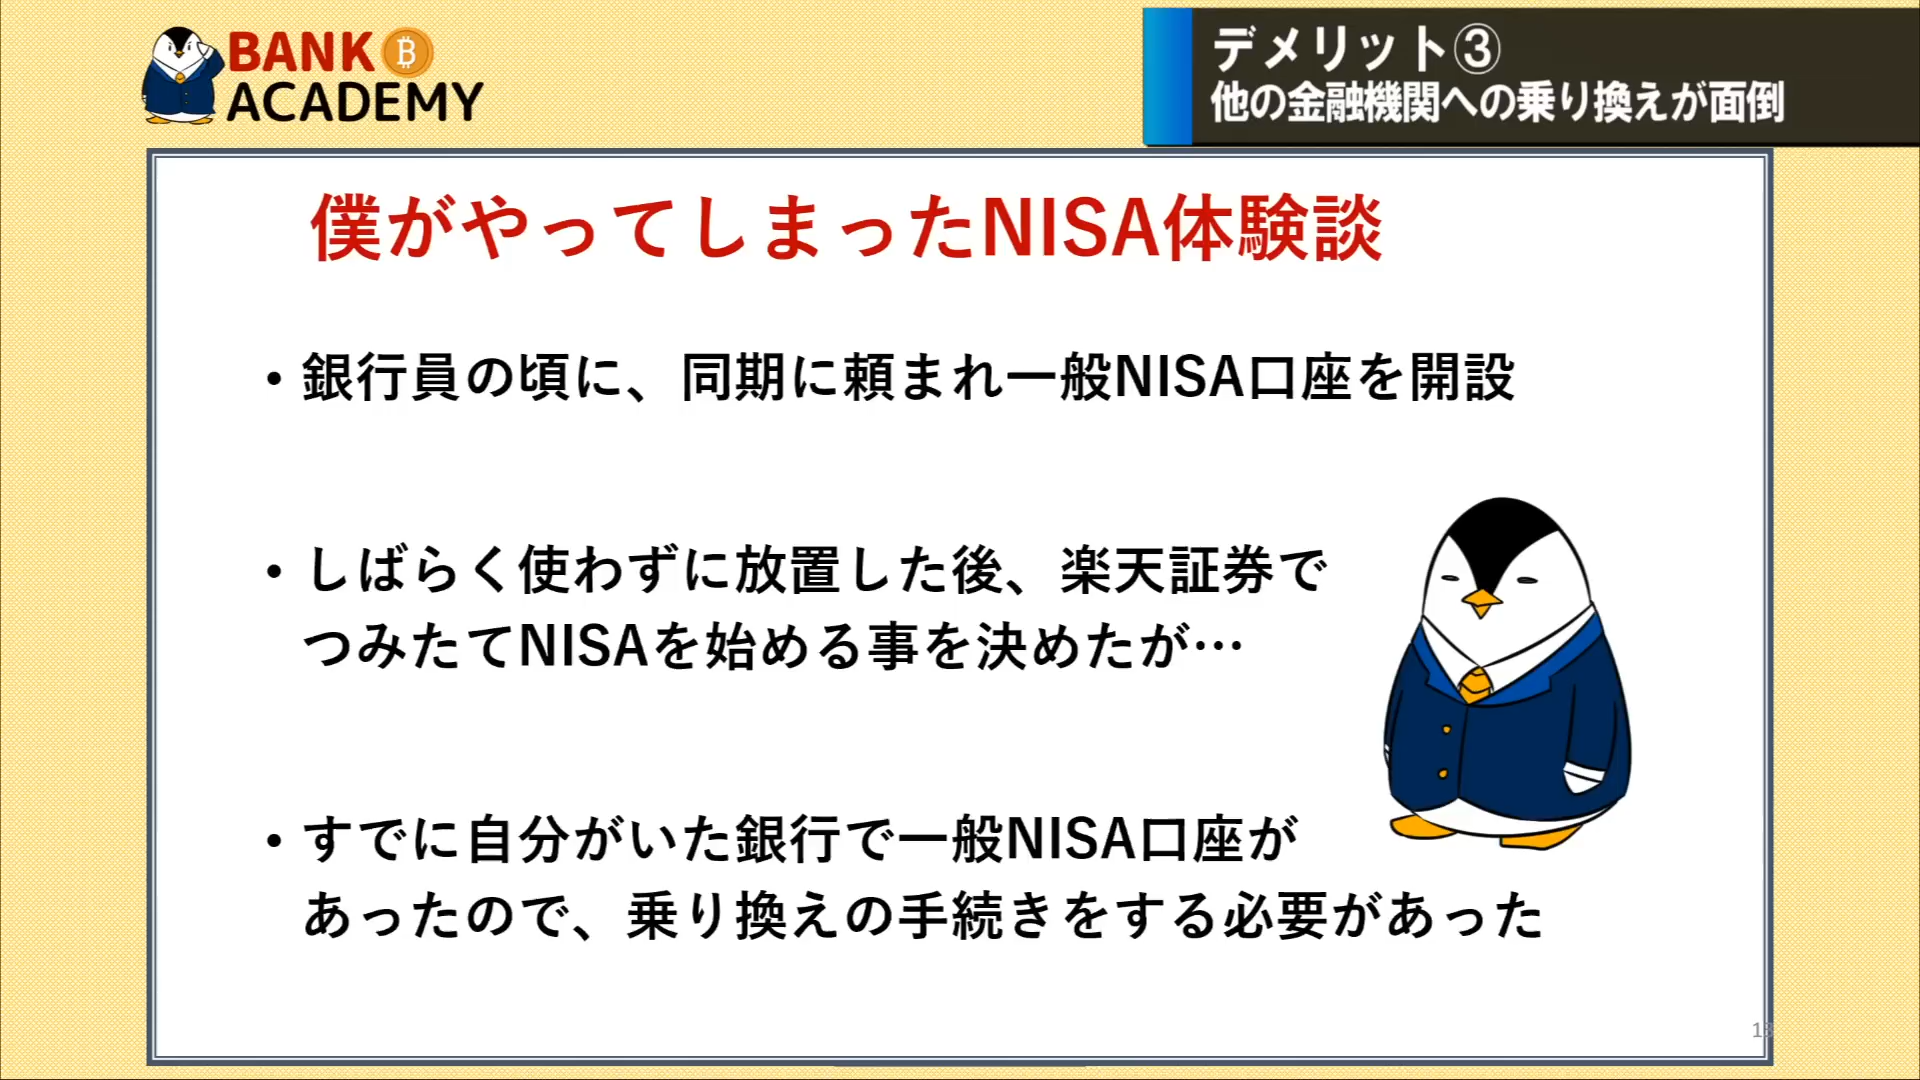 BANK
ACADEMY
デメリット③
他の金融機関への乗り換えが面倒
僕がやってしまったNISA体験談
・銀行員の頃に、同期に頼まれ一般NISA口座を開設
・しばらく使わずに放置した後、楽天証券で
つみたてNISAを始める事を決めたが…
・すでに自分がいた銀行で一般NISA口座が
あったので、乗り換えの手続きをする必要があった